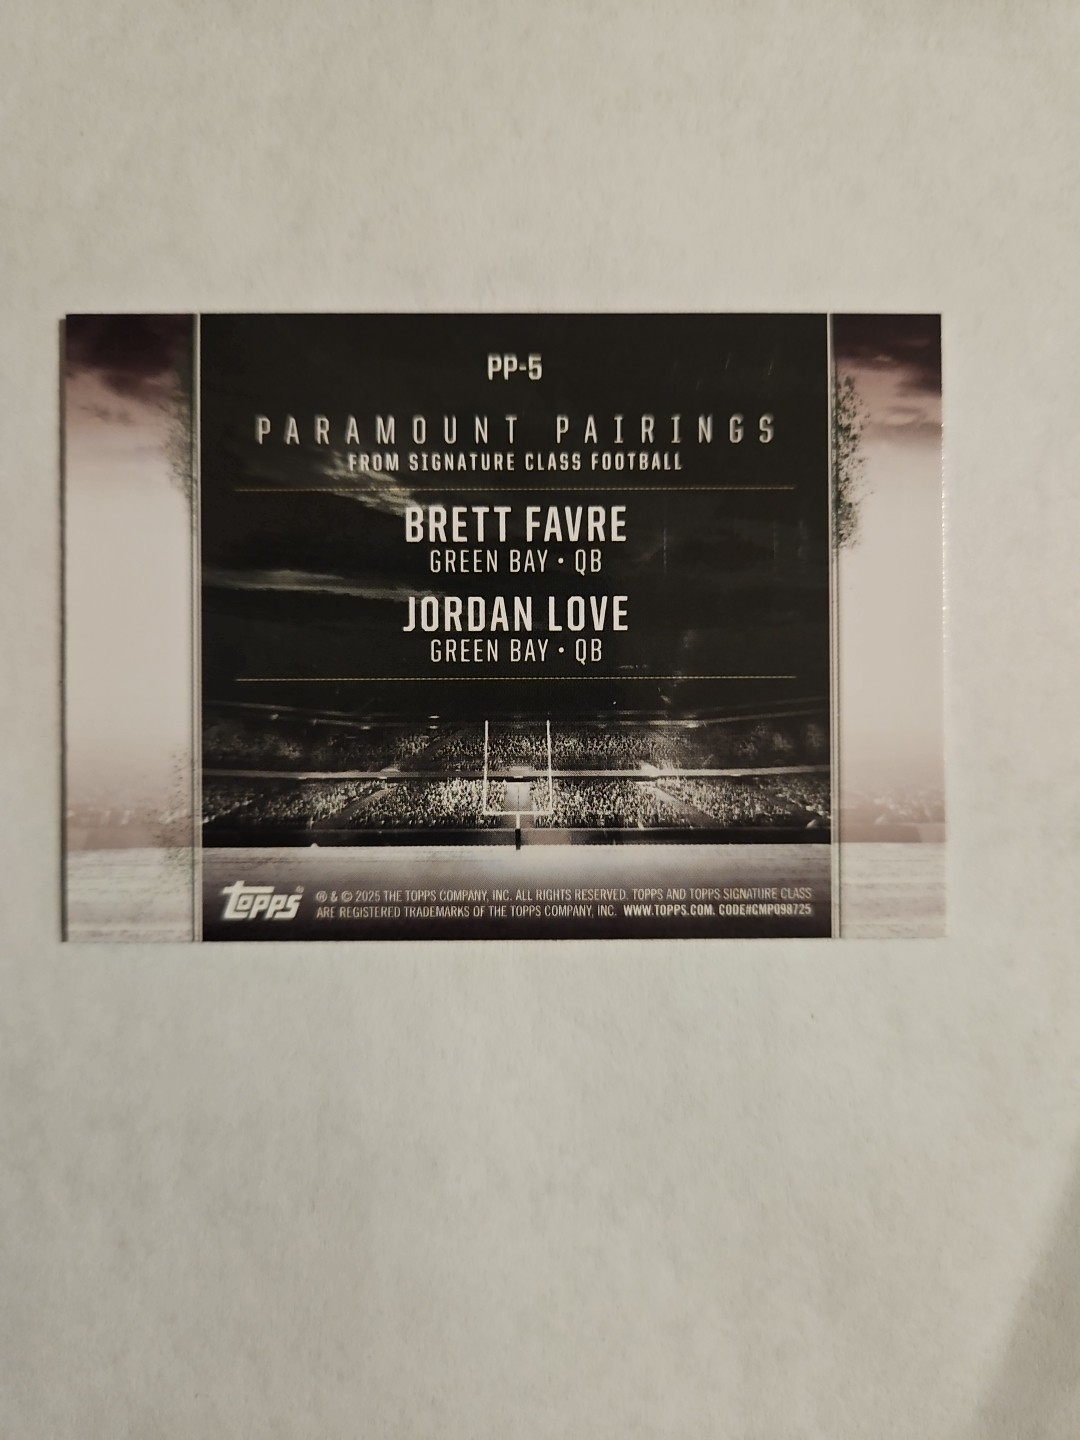 PP-5
PARAMOUNT PAIRINGS
FROM SIGNATURE CLASS FOOTBALL
BRETT FAVRE
GREEN BAY • QB
JORDAN LOVE
GREEN BAY • QB
Topps®
® & © 2025 THE TOPPS COMPANY, INC. ALL RIGHTS RESERVED. TOPPS AND TOPPS SIGNATURE CLASS
ARE REGISTERED TRADEMARKS OF THE TOPPS COMPANY, INC. WWW.TOPPS.COM. CODE#CMP098725